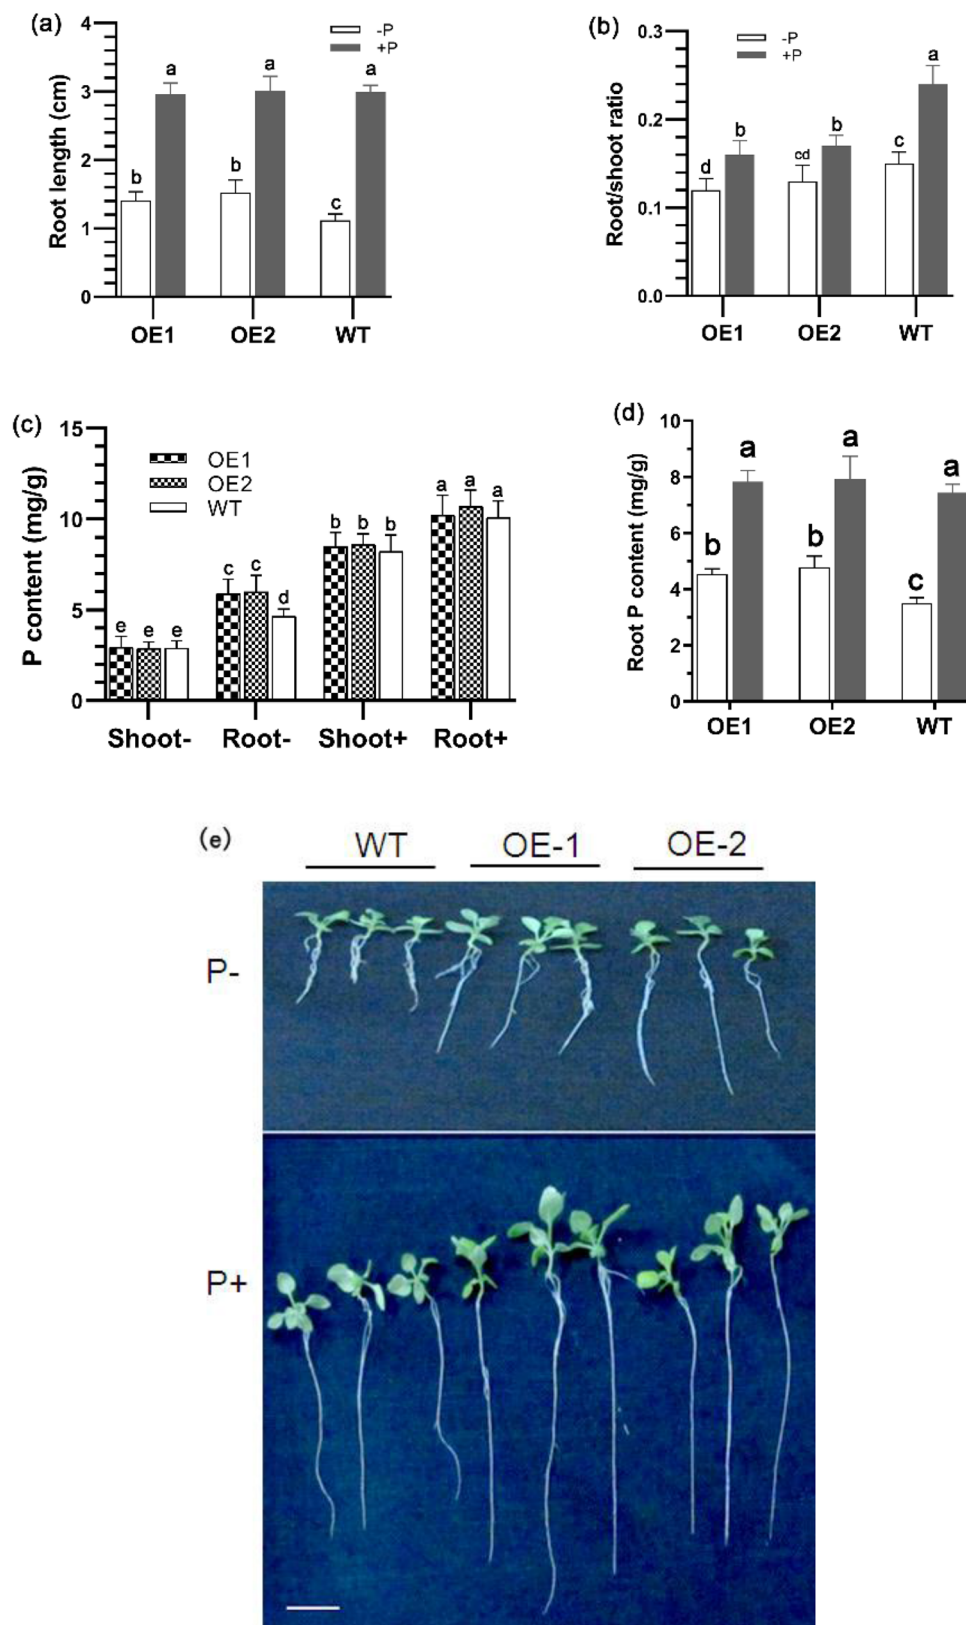 (a)
Root length (cm)
4
3
2
1
0
-P
+P
b
a
b
a
c
a
OE1
OE2
WT
(b)
Root/shoot ratio
0.3
0.2
0.1
0.0
-P
+P
d
b
cd
b
c
a
OE1
OE2
WT
(c)
P content (mg/g)
15
10
5
0
OE1
OE2
WT
e
e
e
c
c
d
b
b
b
a
a
a
Shoot-
Root-
Shoot+
Root+
(d)
Root P content (mg/g)
10
8
6
4
2
0
b
a
b
a
c
a
OE1
OE2
WT
(e)
WT
OE-1
OE-2
P-
P+